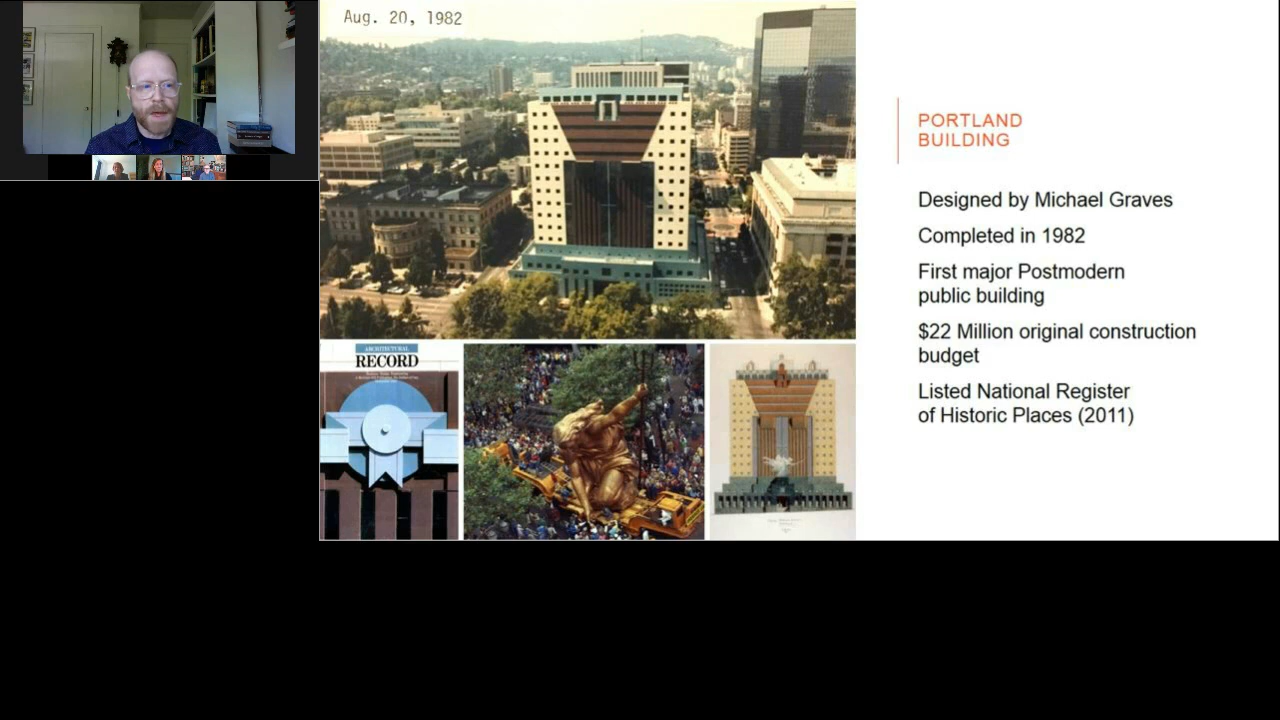 Aug. 20, 1982
PORTLAND
BUILDING
Designed by Michael Graves
Completed in 1982
First major Postmodern
public building
$22 Million original construction
budget
Listed National Register
of Historic Places (2011)
ARCHITECTURAL
RECORD